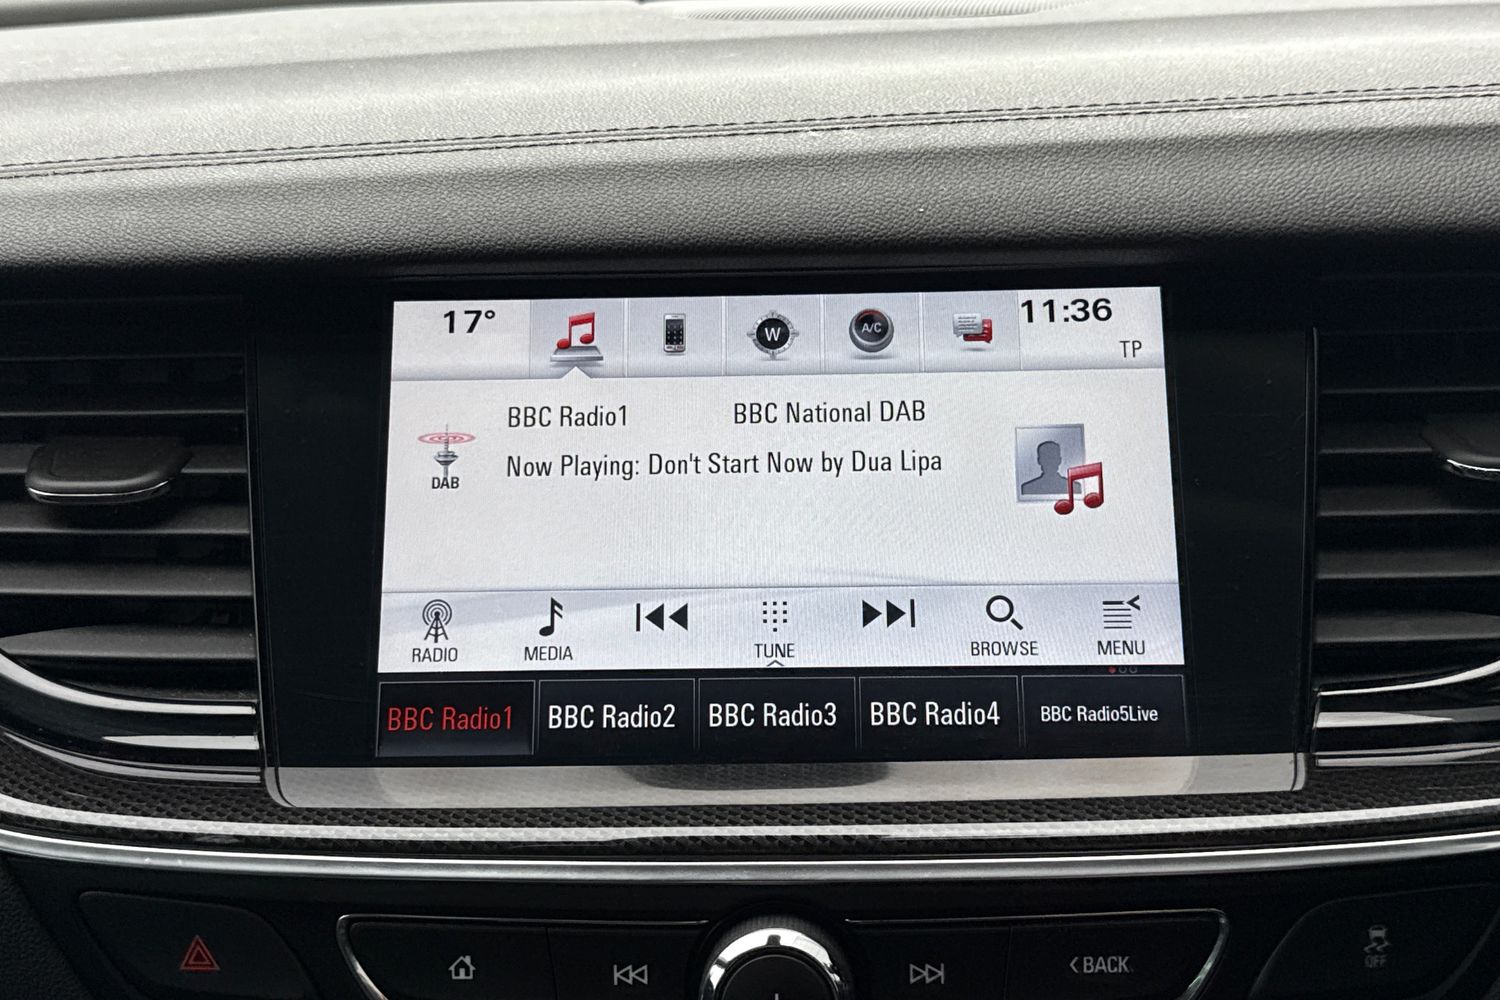 17°
W
A/C
11:36
TP
BBC Radio1
BBC National DAB
DAB
Now Playing: Don't Start Now by Dua Lipa
RADIO
MEDIA
TUNE
BROWSE
MENU
BBC Radio1
BBC Radio2
BBC Radio3
BBC Radio4
BBC Radio5Live
BACK
OFF